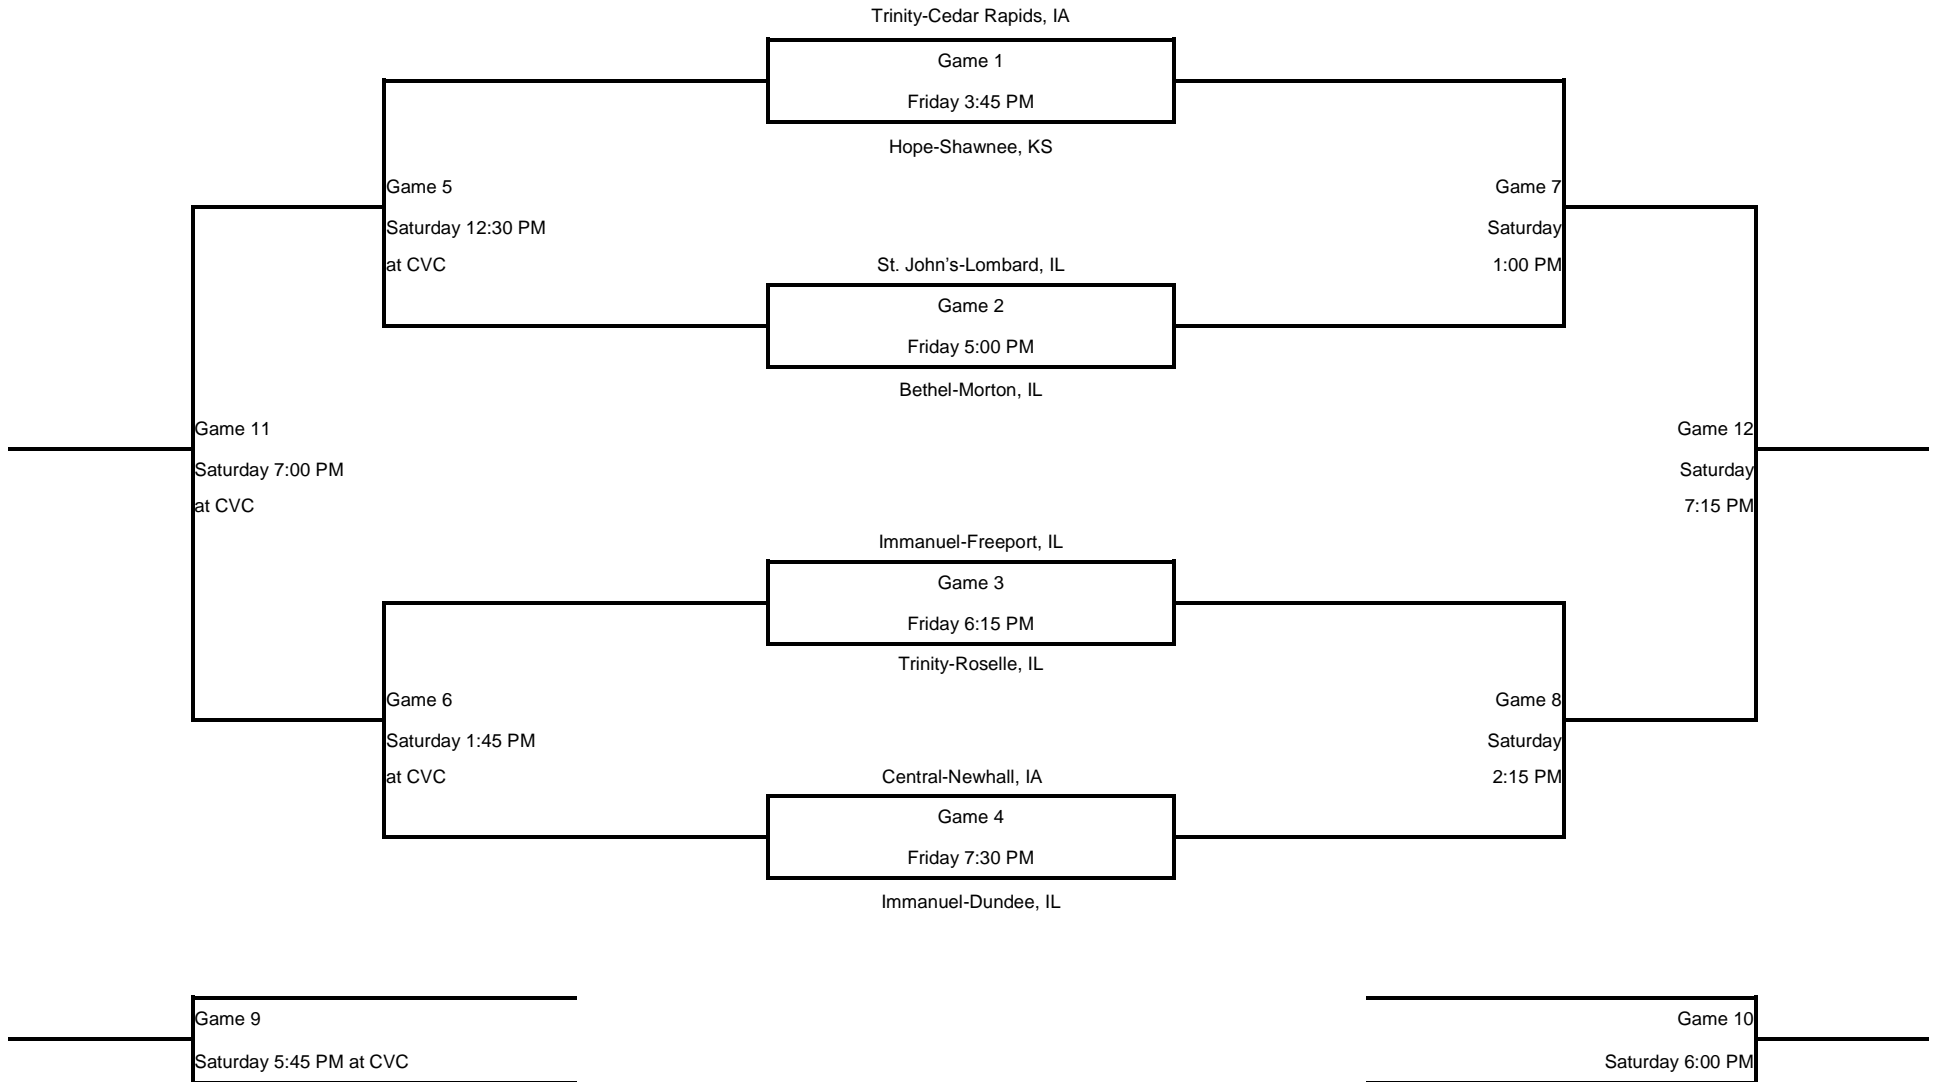 Trinity-Cedar Rapids, IA
Game 1
Friday 3:45 PM
Hope-Shawnee, KS
Game 5
Saturday 12:30 PM
at CVC
Game 7
Saturday
1:00 PM
St. John’s-Lombard, IL
Game 2
Friday 5:00 PM
Bethel-Morton, IL
Game 11
Saturday 7:00 PM
at CVC
Game 12
Saturday
7:15 PM
Immanuel-Freeport, IL
Game 3
Friday 6:15 PM
Trinity-Roselle, IL
Game 6
Saturday 1:45 PM
at CVC
Game 8
Saturday
2:15 PM
Central-Newhall, IA
Game 4
Friday 7:30 PM
Immanuel-Dundee, IL
Game 9
Saturday 5:45 PM at CVC
Game 10
Saturday 6:00 PM